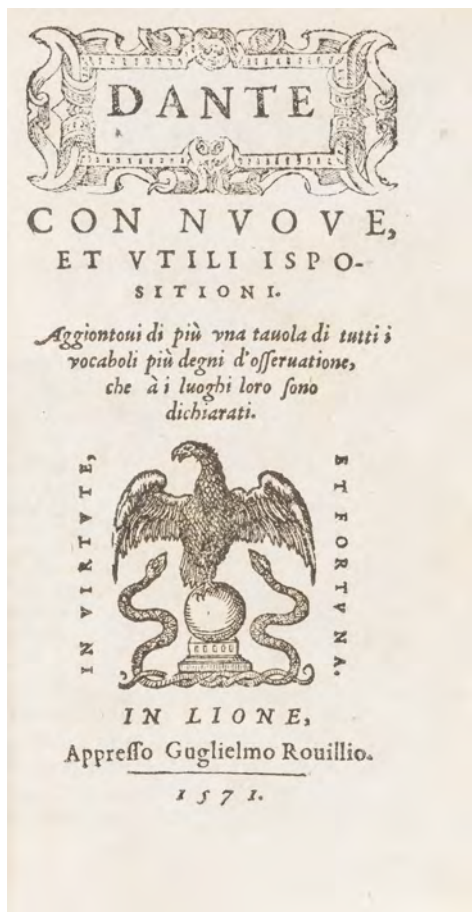 DANTE
CON NVOVE,
ET VTILI ISPO-
SITIONI.
Aggiontoui di più vna tauola di tutti i
vocaboli più degni d'osseruatione,
che à i luoghi loro sono
dichiarati.
IN VIRTVTE,
ET FORTVNA.
IN LIONE,
Appresso Guglielmo Rouillio.
1571.